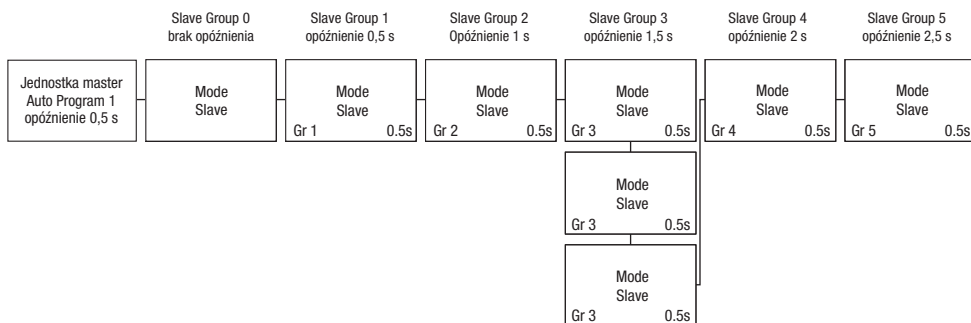 Slave Group 0
brak opóźnienia
Slave Group 1
opóźnienie 0,5 s
Slave Group 2
Opóźnienie 1 s
Slave Group 3
opóźnienie 1,5 s
Slave Group 4
opóźnienie 2 s
Slave Group 5
opóźnienie 2,5 s
Jednostka master
Auto Program 1
opóźnienie 0,5 s
Mode
Slave
Mode
Slave
Gr 1 0.5s
Mode
Slave
Gr 2 0.5s
Mode
Slave
Gr 3 0.5s
Mode
Slave
Gr 4 0.5s
Mode
Slave
Gr 5 0.5s
Mode
Slave
Gr 3 0.5s
Mode
Slave
Gr 3 0.5s